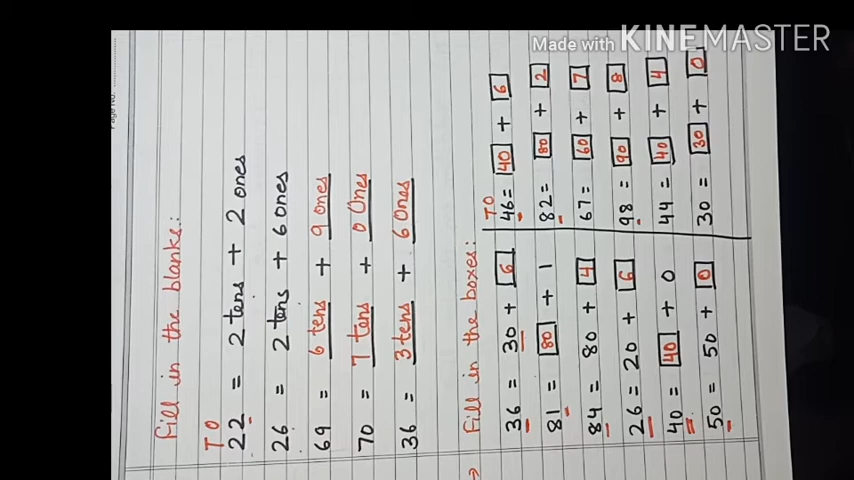 Made with KINEMASTER
Page No.
Fill in the blanks:
T O
22 = 2 tens + 2 ones
26 = 2 tens + 6 ones
69 = 6 tens + 9 ones
70 = 7 tens + 0 Ones
36 = 3 tens + 6 Ones
⇒ Fill in the boxes:
36 = 30 + 6
81 = 80 + 1
84 = 80 + 4
26 = 20 + 6
40 = 40 + 0
50 = 50 + 0
T O
46 = 40 + 6
82 = 80 + 2
67 = 60 + 7
98 = 90 + 8
44 = 40 + 4
30 = 30 + 0